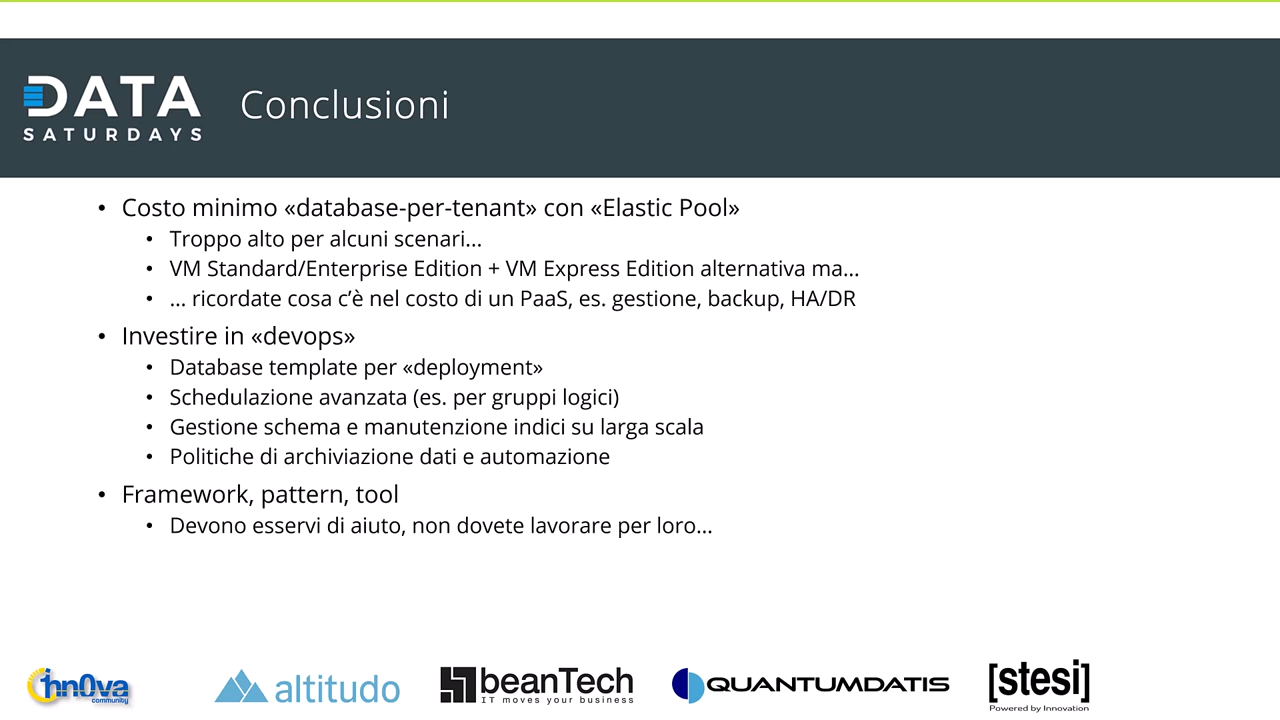 DATA
SATURDAYS
Conclusioni
• Costo minimo «database-per-tenant» con «Elastic Pool»
• Troppo alto per alcuni scenari…
• VM Standard/Enterprise Edition + VM Express Edition alternativa ma…
• … ricordate cosa c’è nel costo di un PaaS, es. gestione, backup, HA/DR
• Investire in «devops»
• Database template per «deployment»
• Schedulazione avanzata (es. per gruppi logici)
• Gestione schema e manutenzione indici su larga scala
• Politiche di archiviazione dati e automazione
• Framework, pattern, tool
• Devono esservi di aiuto, non dovete lavorare per loro…
1nn0va
community
altitudo
beanTech
IT moves your business
QUANTUMDATIS
[stesi]
Powered by Innovation